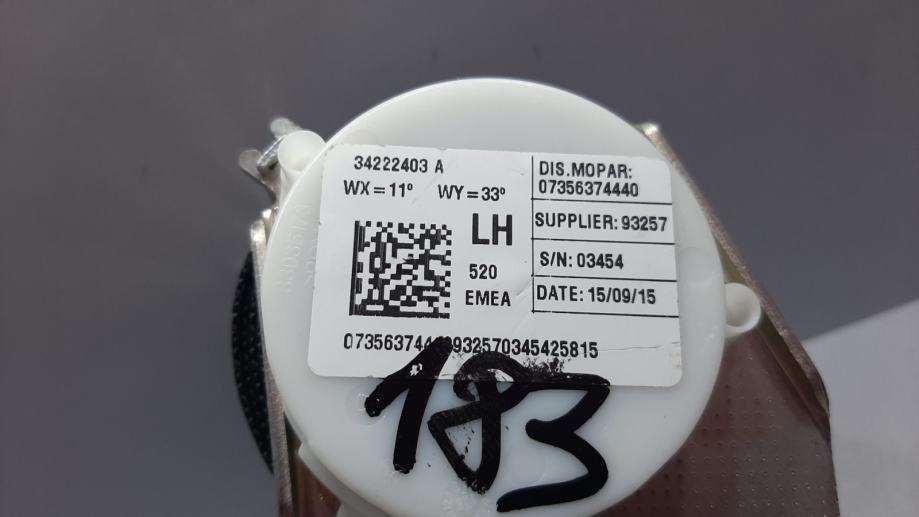 34222403 A
WX=11° WY=33°
LH
520
EMEA
DIS.MOPAR:
07356374440
SUPPLIER: 93257
S/N: 03454
DATE: 15/09/15
183